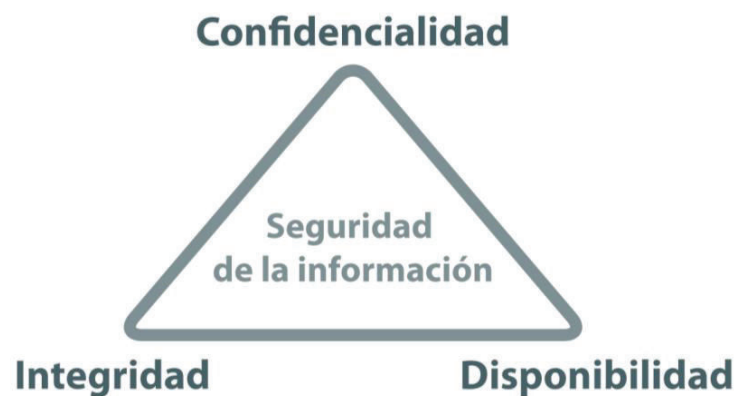 Confidencialidad
Seguridad
de la información
Integridad
Disponibilidad